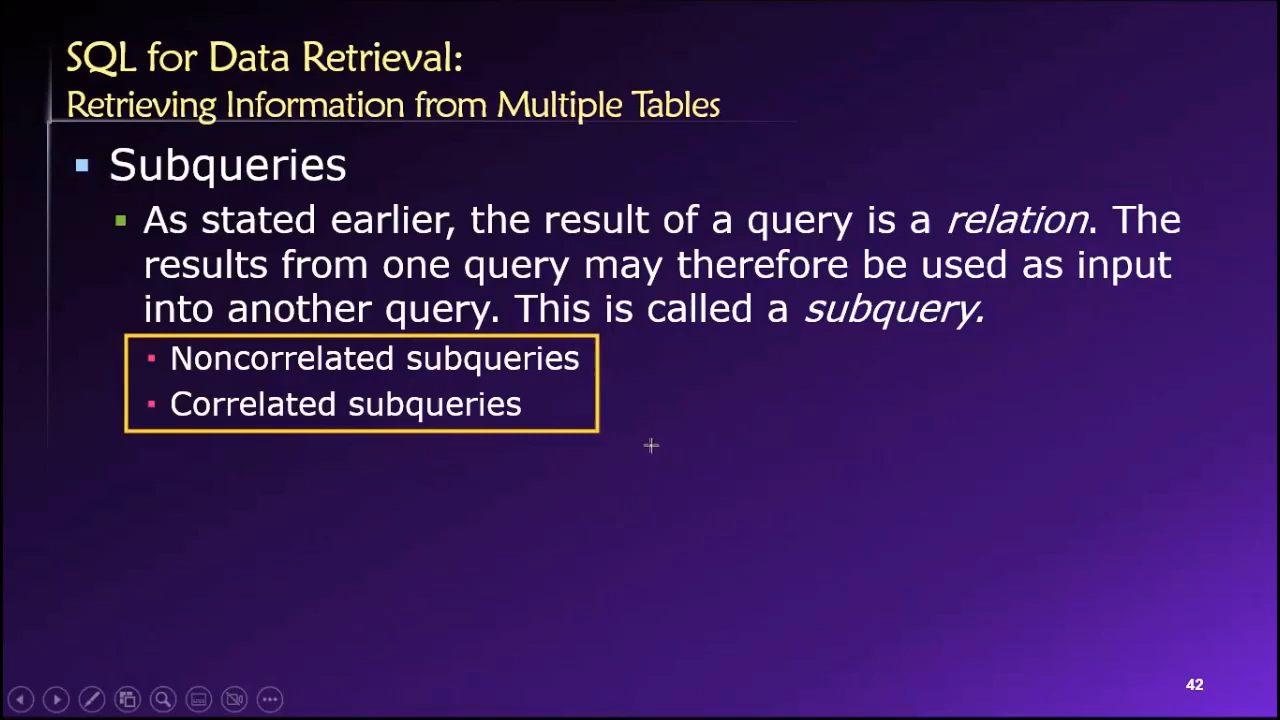 SQL for Data Retrieval:
Retrieving Information from Multiple Tables
Subqueries
As stated earlier, the result of a query is a relation. The
results from one query may therefore be used as input
into another query. This is called a subquery.
Noncorrelated subqueries
Correlated subqueries
42